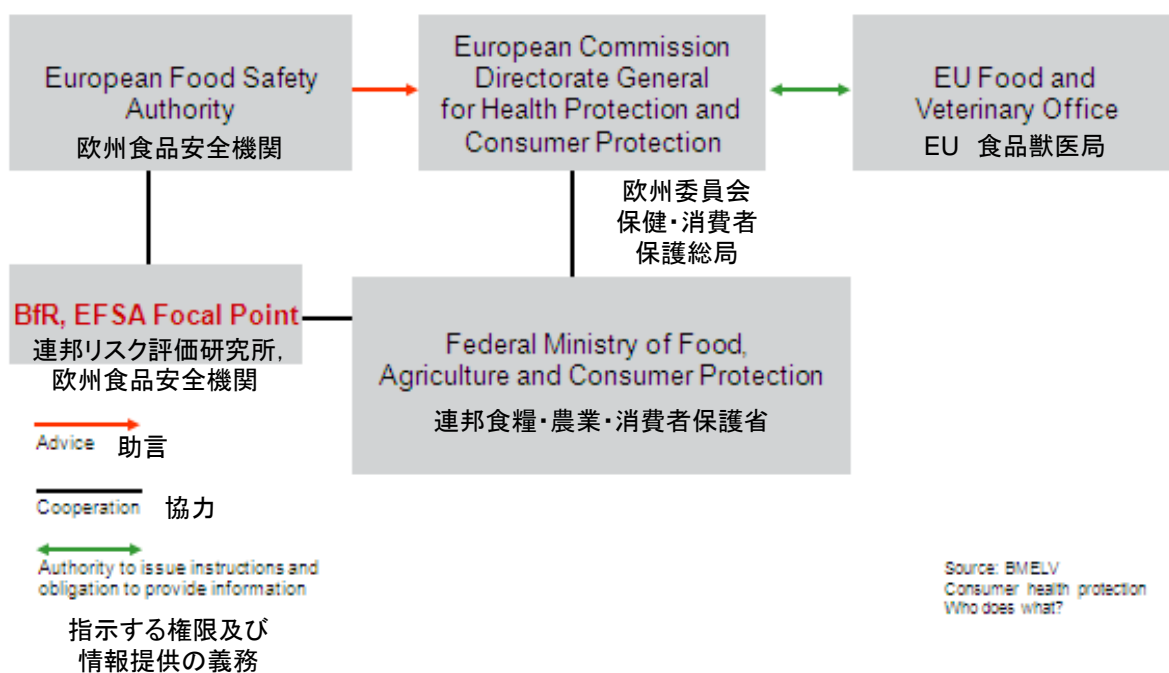 European Food Safety
Authority
欧州食品安全機関
European Commission
Directorate General
for Health Protection and
Consumer Protection
欧州委員会
保健・消費者
保護総局
EU Food and
Veterinary Office
EU 食品獣医局
BfR, EFSA Focal Point
連邦リスク評価研究所,
欧州食品安全機関
Federal Ministry of Food,
Agriculture and Consumer Protection
連邦食糧・農業・消費者保護省
Advice 助言
Cooperation 協力
Authority to issue instructions and
obligation to provide information
指示する権限及び
情報提供の義務
Source: BMELV
Consumer health protection
Who does what?